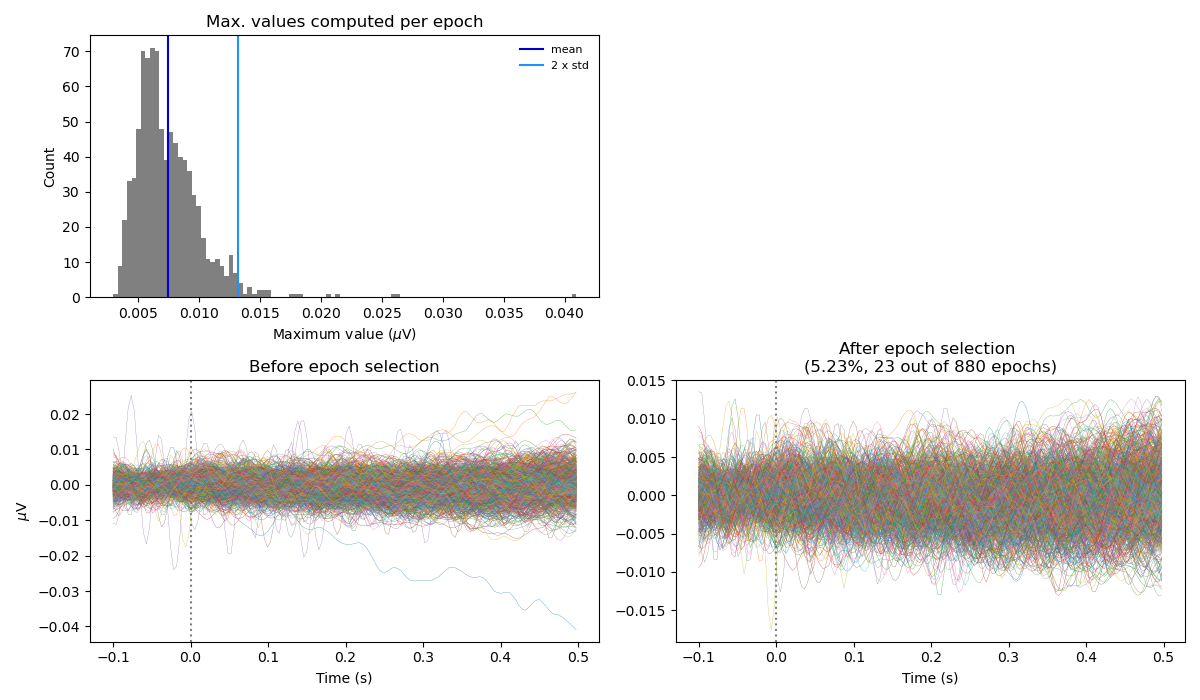 Max. values computed per epoch
mean
2 x std
Count
70
60
50
40
30
20
10
0
0.005 0.010 0.015 0.020 0.025 0.030 0.035 0.040
Maximum value (μV)
Before epoch selection
μV
0.02
0.01
0.00
−0.01
−0.02
−0.03
−0.04
−0.1 0.0 0.1 0.2 0.3 0.4 0.5
Time (s)
After epoch selection
(5.23%, 23 out of 880 epochs)
0.015
0.010
0.005
0.000
−0.005
−0.010
−0.015
−0.1 0.0 0.1 0.2 0.3 0.4 0.5
Time (s)